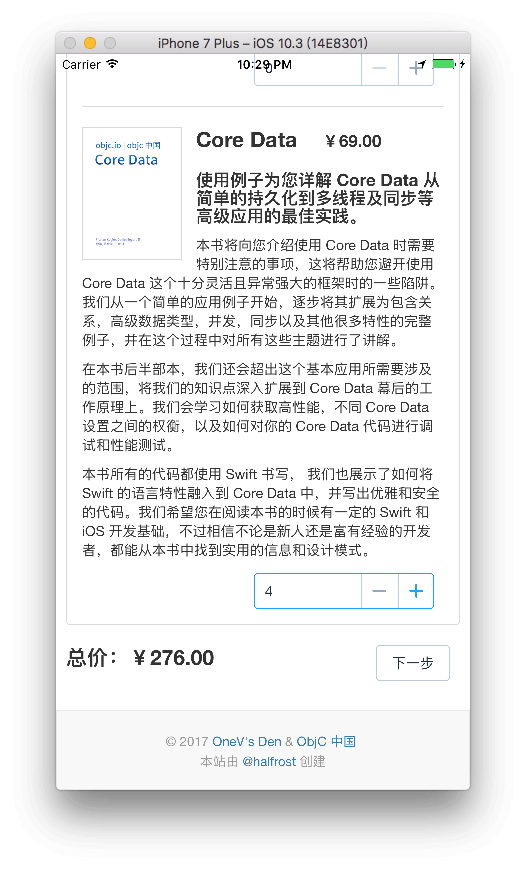 iPhone 7 Plus – iOS 10.3 (14E8301)
Carrier 10:29 PM
0
objc.io | objc 中国
Core Data
Core Data ¥ 69.00
使用例子为您详解 Core Data 从
简单的持久化到多线程及同步等
高级应用的最佳实践。
本书将向您介绍使用 Core Data 时需要
特别注意的事项，这将帮助您避开使用
Core Data 这个十分灵活且异常强大的框架时的一些陷阱。
我们从一个简单的应用例子开始，逐步将其扩展为包含关
系，高级数据类型，并发，同步以及其他很多特性的完整
例子，并在这个过程中对所有这些主题进行了讲解。
在本书后半部本，我们还会超出这个基本应用所需要涉及
的范围，将我们的知识点深入扩展到 Core Data 幕后的工
作原理上。我们会学习如何获取高性能，不同 Core Data
设置之间的权衡，以及如何对你的 Core Data 代码进行调
试和性能测试。
本书所有的代码都使用 Swift 书写， 我们也展示了如何将
Swift 的语言特性融入到 Core Data 中，并写出优雅和安全
的代码。我们希望您在阅读本书的时候有一定的 Swift 和
iOS 开发基础，不过相信不论是新人还是富有经验的开发
者，都能从本书中找到实用的信息和设计模式。
4
总价： ¥ 276.00
下一步
© 2017 OneV's Den & ObjC 中国
本站由 @halfrost 创建